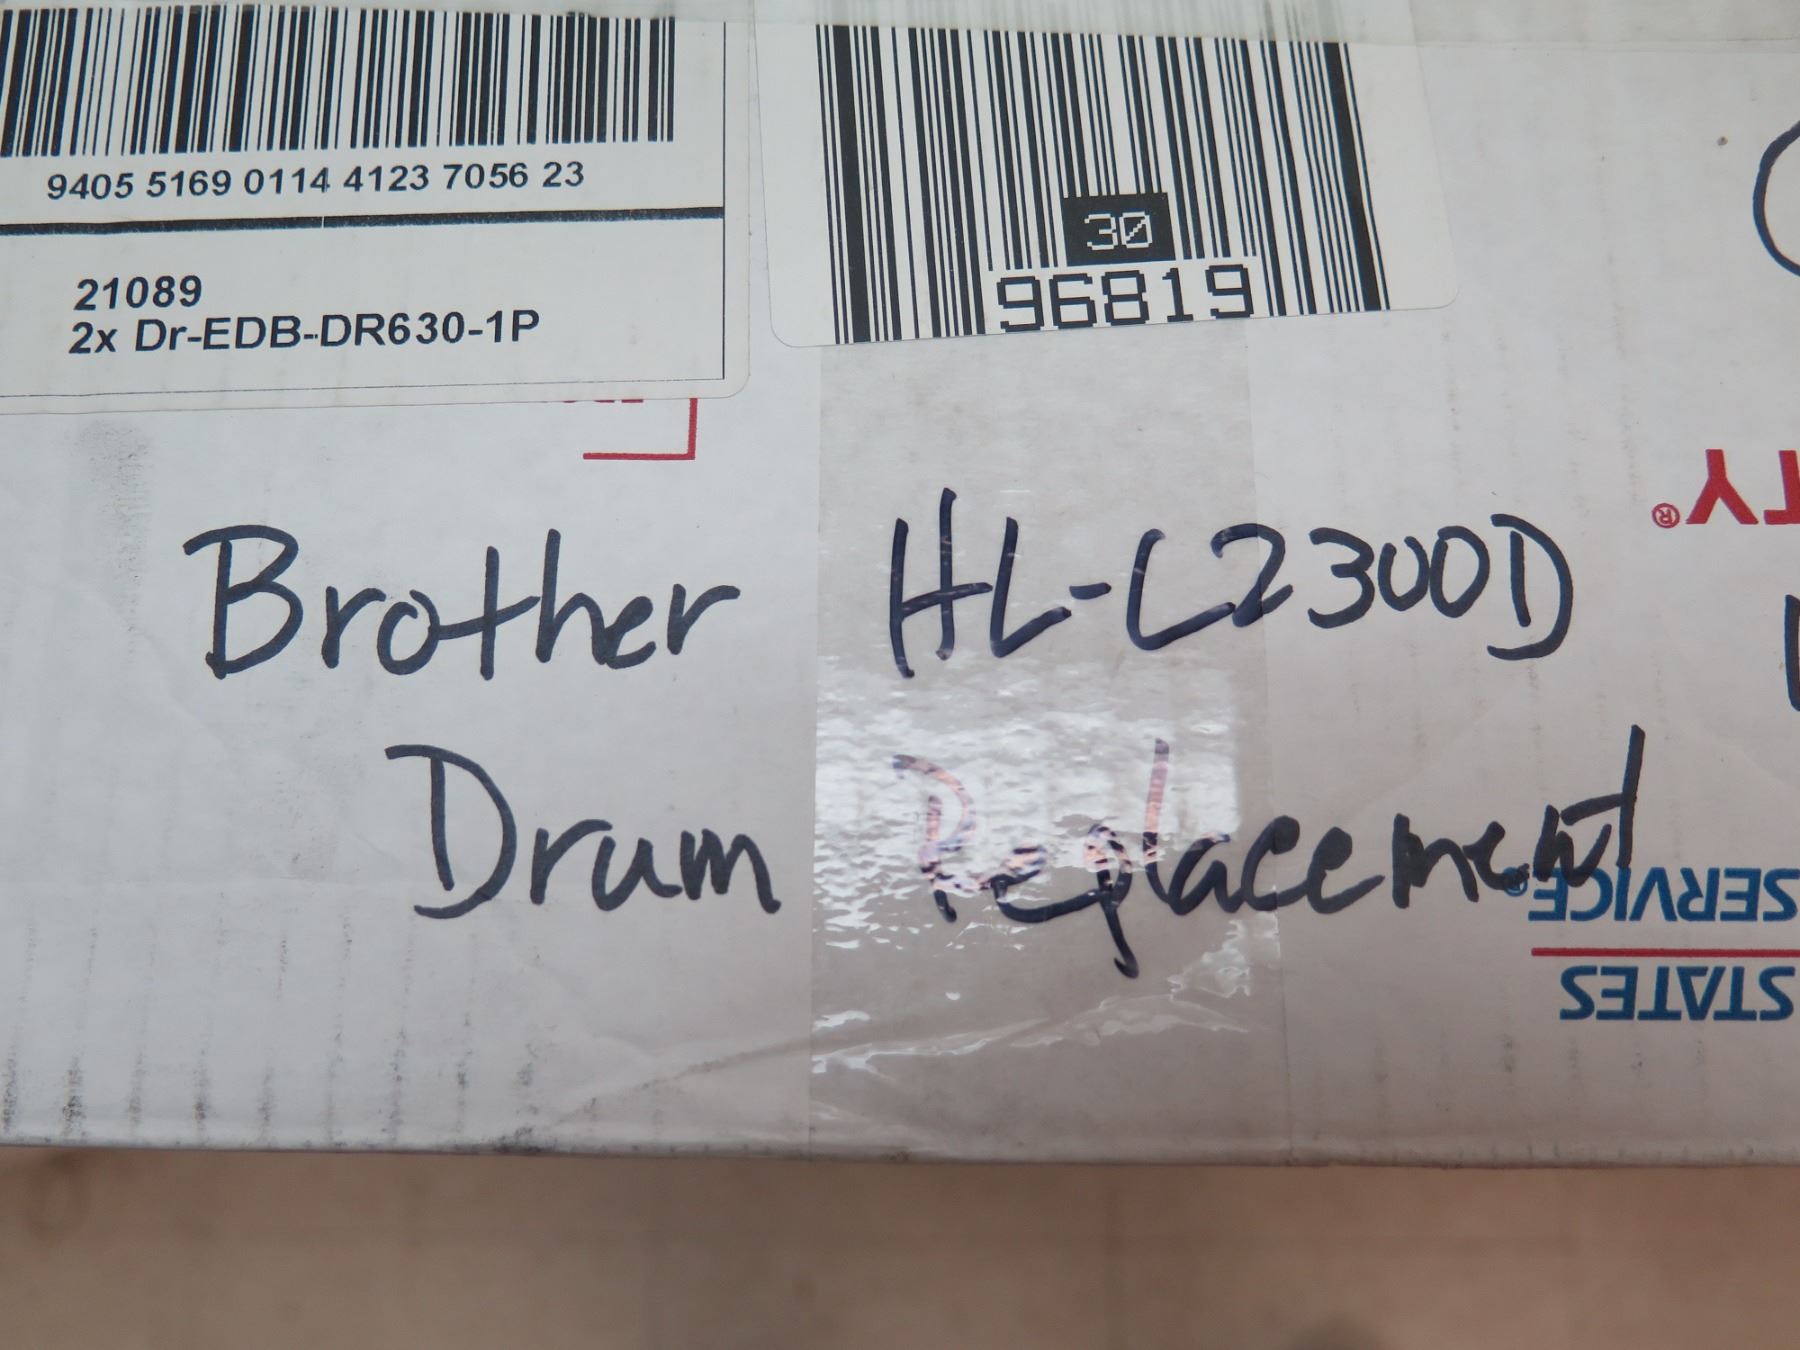 9405 5169 0114 4123 7056 23
21089
2x Dr-EDB-DR630-1P
30
96819
TY®
Brother HL-L2300D
Drum Replacement
STATES
SERVICE®